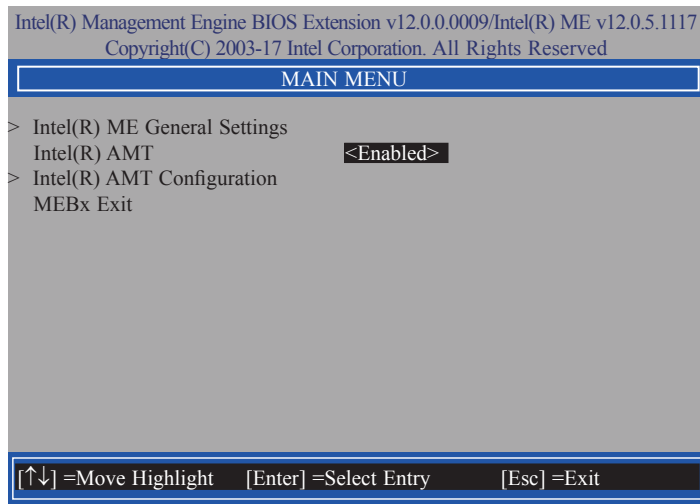 Intel(R) Management Engine BIOS Extension v12.0.0.0009/Intel(R) ME v12.0.5.1117
Copyright(C) 2003-17 Intel Corporation. All Rights Reserved
MAIN MENU
> Intel(R) ME General Settings
Intel(R) AMT <Enabled>
> Intel(R) AMT Configuration
MEBx Exit
[↑↓] =Move Highlight [Enter] =Select Entry [Esc] =Exit